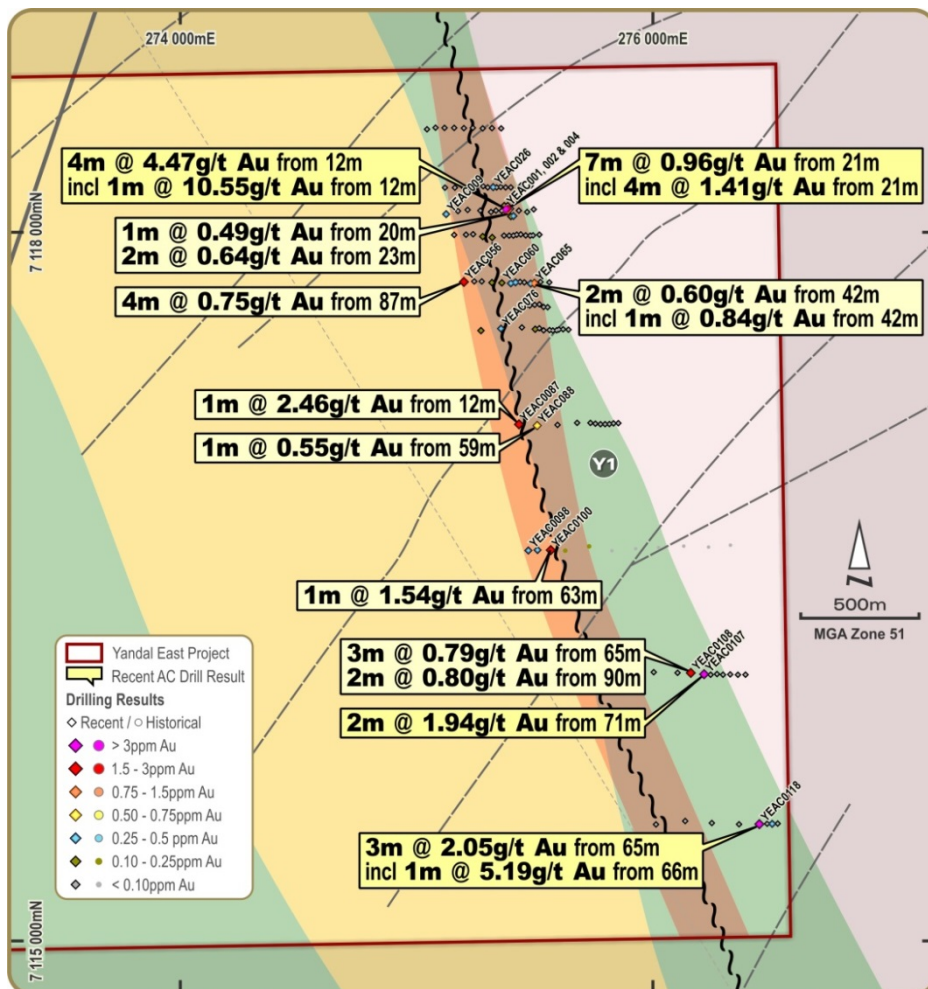 274 000mE
276 000mE
7 118 000mN
7 115 000mN
4m @ 4.47g/t Au from 12m
incl 1m @ 10.55g/t Au from 12m
YEAC009
YEAC026
YEAC001, 002 & 004
7m @ 0.96g/t Au from 21m
incl 4m @ 1.41g/t Au from 21m
1m @ 0.49g/t Au from 20m
2m @ 0.64g/t Au from 23m
YEAC056
YEAC060
YEAC065
4m @ 0.75g/t Au from 87m
2m @ 0.60g/t Au from 42m
incl 1m @ 0.84g/t Au from 42m
YEAC076
1m @ 2.46g/t Au from 12m
YEAC0087
YEAC088
1m @ 0.55g/t Au from 59m
Y1
YEAC0098
YEAC0100
1m @ 1.54g/t Au from 63m
N
500m
MGA Zone 51
3m @ 0.79g/t Au from 65m
2m @ 0.80g/t Au from 90m
YEAC0108
YEAC0107
2m @ 1.94g/t Au from 71m
YEAC0118
3m @ 2.05g/t Au from 65m
incl 1m @ 5.19g/t Au from 66m
Yandal East Project
Recent AC Drill Result
Drilling Results
Recent / Historical
> 3ppm Au
1.5 - 3ppm Au
0.75 - 1.5ppm Au
0.50 - 0.75ppm Au
0.25 - 0.5 ppm Au
0.10 - 0.25ppm Au
< 0.10ppm Au